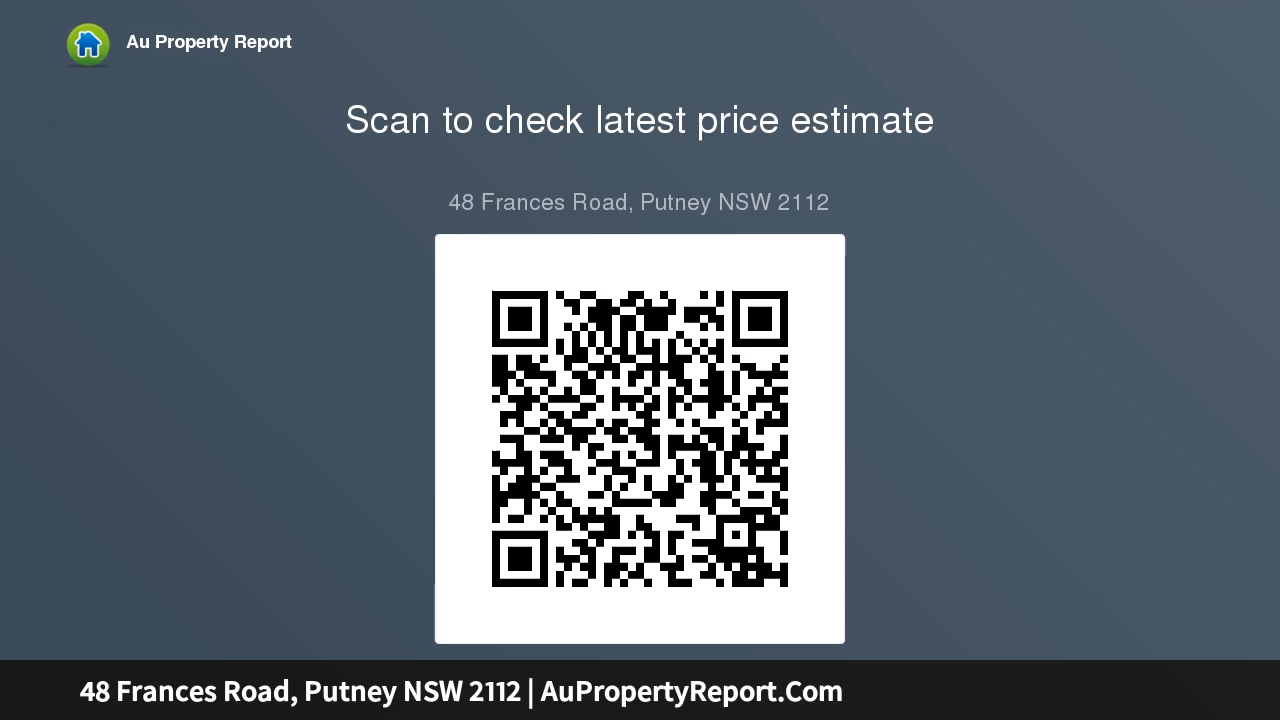 Au Property Report
Scan to check latest price estimate
48 Frances Road, Putney NSW 2112
48 Frances Road, Putney NSW 2112 | AuPropertyReport.Com